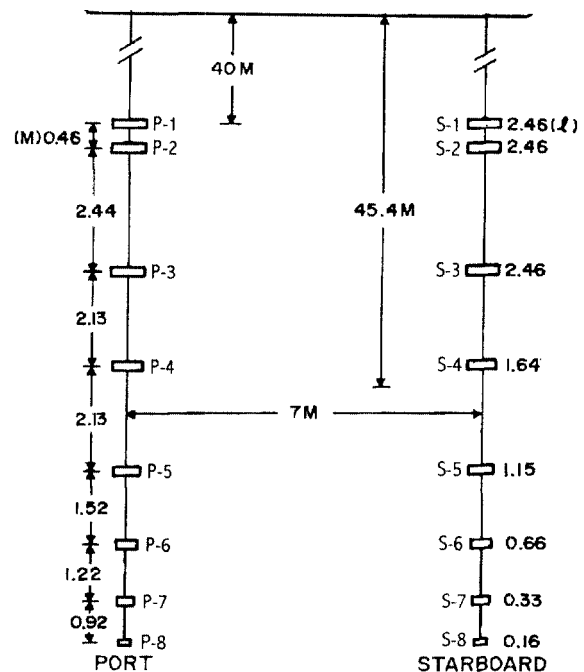 40 M
P-1
S-1 2.46(ℓ)
(M) 0.46
P-2
S-2 2.46
2.44
45.4 M
P-3
S-3 2.46
2.13
P-4
S-4 1.64
7M
2.13
P-5
S-5 1.15
1.52
P-6
S-6 0.66
1.22
P-7
S-7 0.33
0.92
P-8
S-8 0.16
PORT
STARBOARD